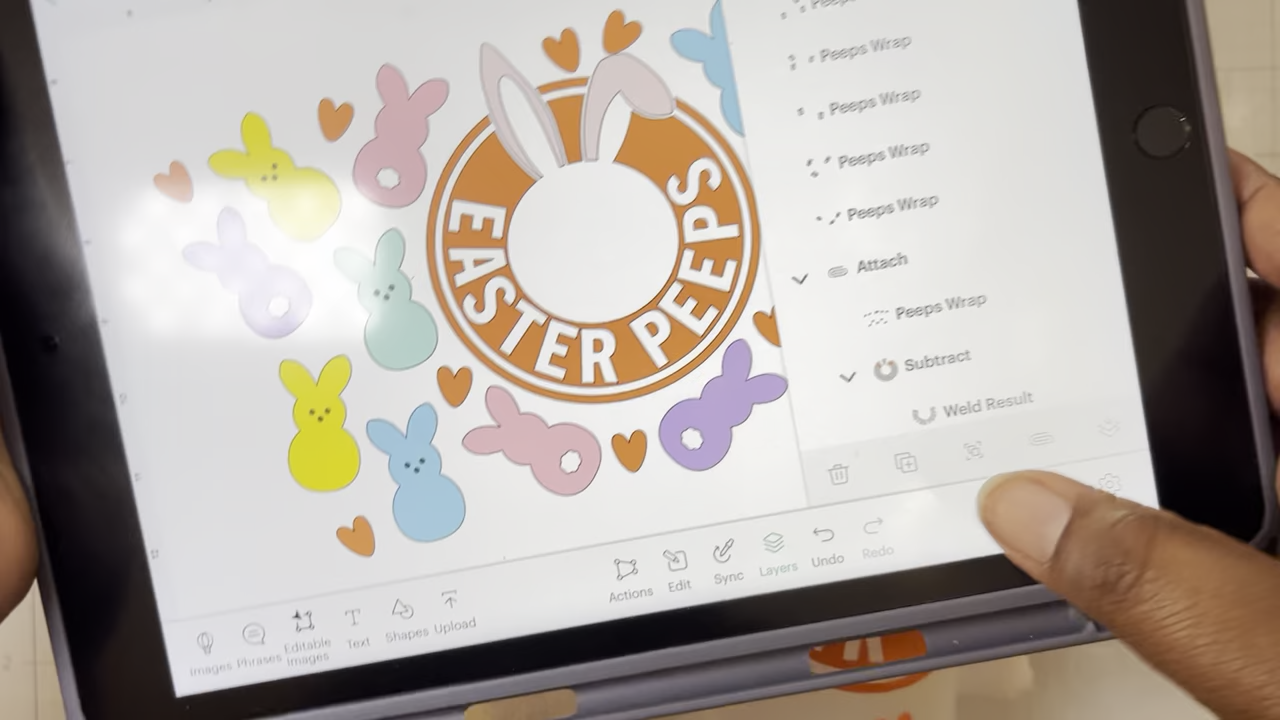 Peeps
Peeps Wrap
Peeps Wrap
Peeps Wrap
Peeps Wrap
Attach
Peeps Wrap
Subtract
Weld Result
EASTER PEEPS
Images
Phrases
Editable
Images
Text
Shapes
Upload
Actions
Edit
Sync
Layers
Undo
Redo